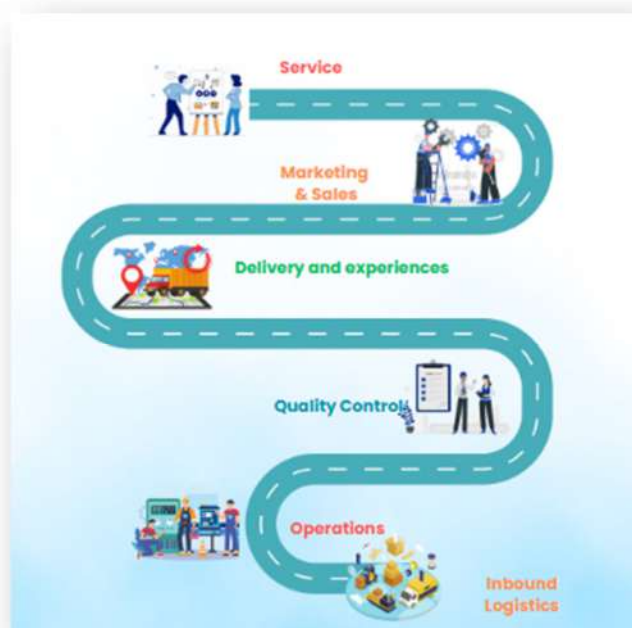 Service
Marketing
& Sales
Delivery and experiences
Quality Control
Operations
Inbound
Logistics